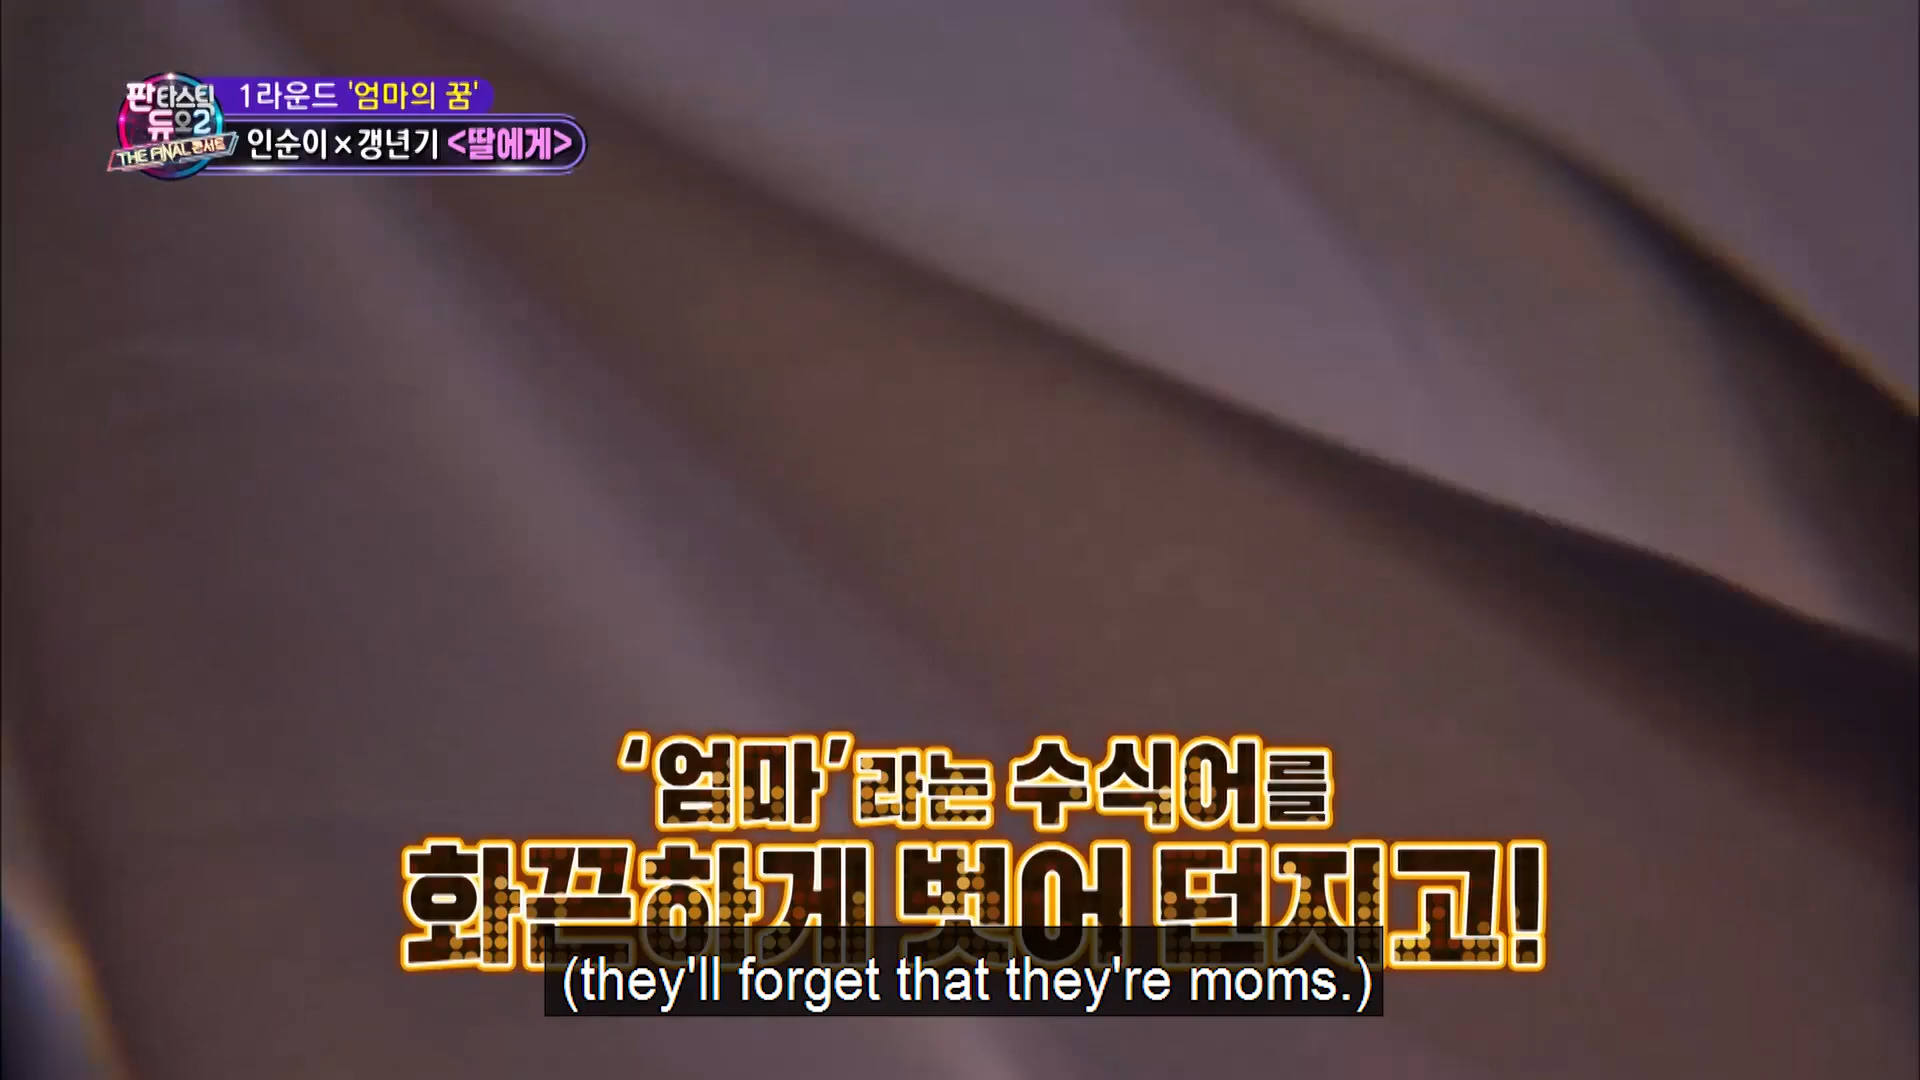 판타스틱
듀오2
THE FINAL 콘서트
1라운드 '엄마의 꿈'
인순이×갱년기 <딸에게>
'엄마'라는 수식어를
화끈하게 벗어 던지고!
(they'll forget that they're moms.)